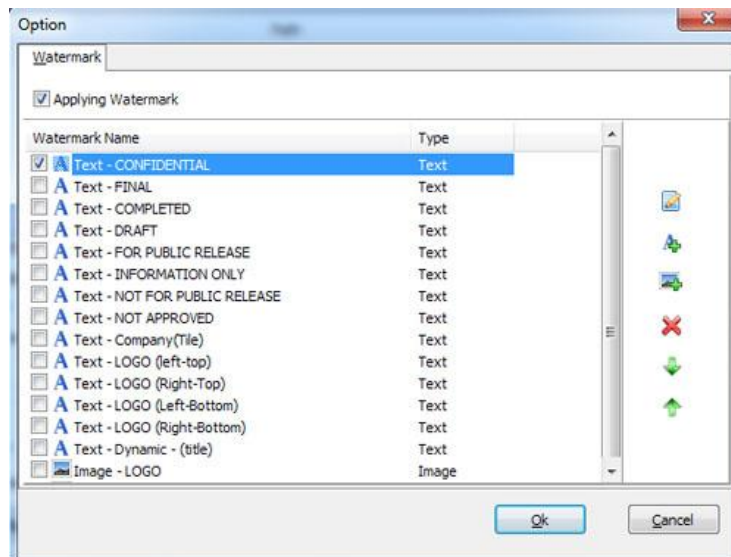 Option
Watermark
Applying Watermark
Watermark Name Type
Text - CONFIDENTIAL Text
Text - FINAL Text
Text - COMPLETED Text
Text - DRAFT Text
Text - FOR PUBLIC RELEASE Text
Text - INFORMATION ONLY Text
Text - NOT FOR PUBLIC RELEASE Text
Text - NOT APPROVED Text
Text - Company(Tile) Text
Text - LOGO (left-top) Text
Text - LOGO (Right-Top) Text
Text - LOGO (Left-Bottom) Text
Text - LOGO (Right-Bottom) Text
Text - Dynamic - (title) Text
Image - LOGO Image
Ok Cancel